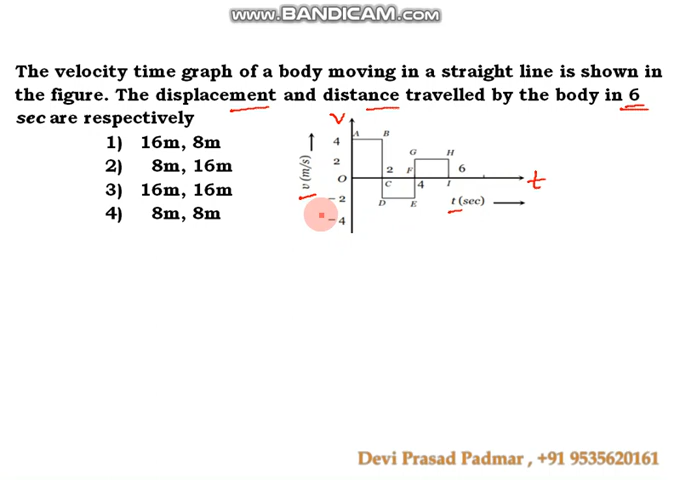 www.BANDICAM.com
The velocity time graph of a body moving in a straight line is shown in
the figure. The displacement and distance travelled by the body in 6
sec are respectively
1) 16m, 8m
2) 8m, 16m
3) 16m, 16m
4) 8m, 8m
V
v (m/s)
4
2
O
– 2
– 4
A
B
2
C
D
E
F
G
H
4
I
6
t
t (sec)
Devi Prasad Padmar , +91 9535620161